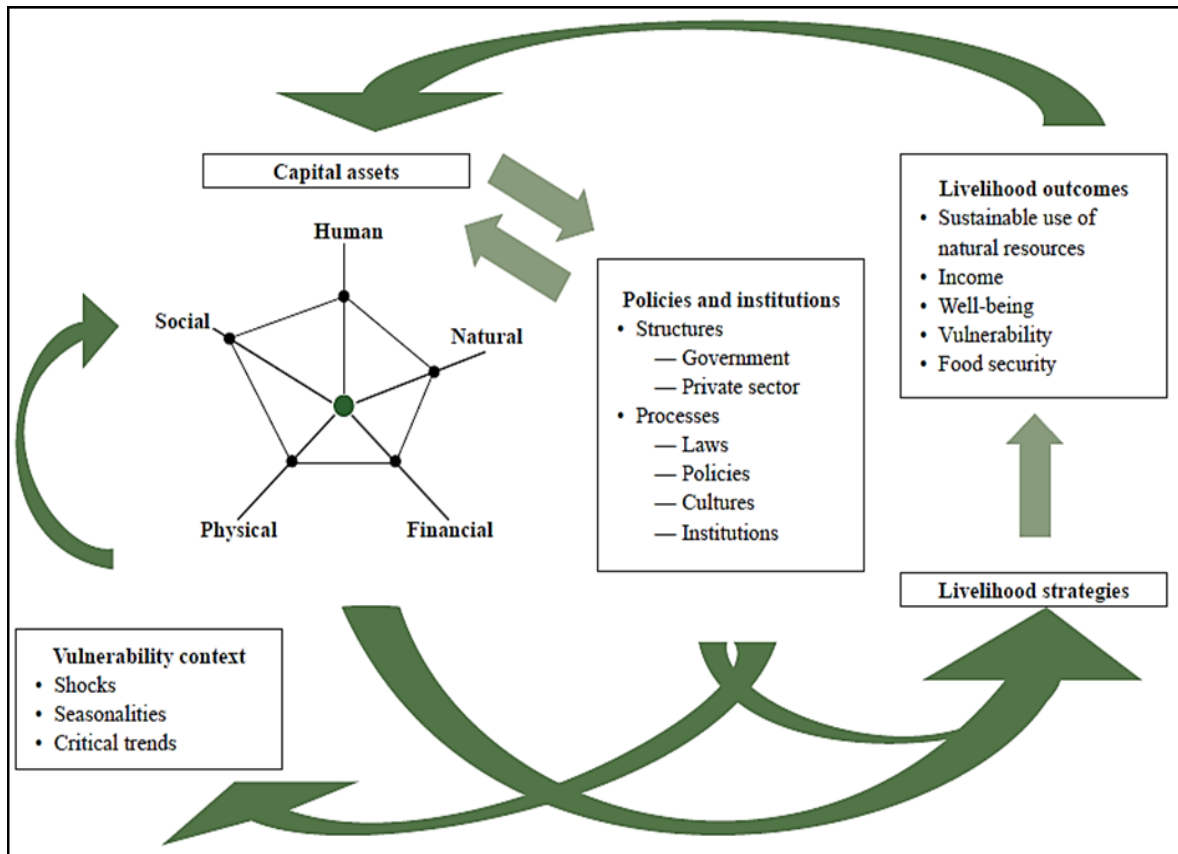 Capital assets
Human
Social
Natural
Physical
Financial
Policies and institutions
• Structures
— Government
— Private sector
• Processes
— Laws
— Policies
— Cultures
— Institutions
Livelihood outcomes
• Sustainable use of
natural resources
• Income
• Well-being
• Vulnerability
• Food security
Livelihood strategies
Vulnerability context
• Shocks
• Seasonalities
• Critical trends